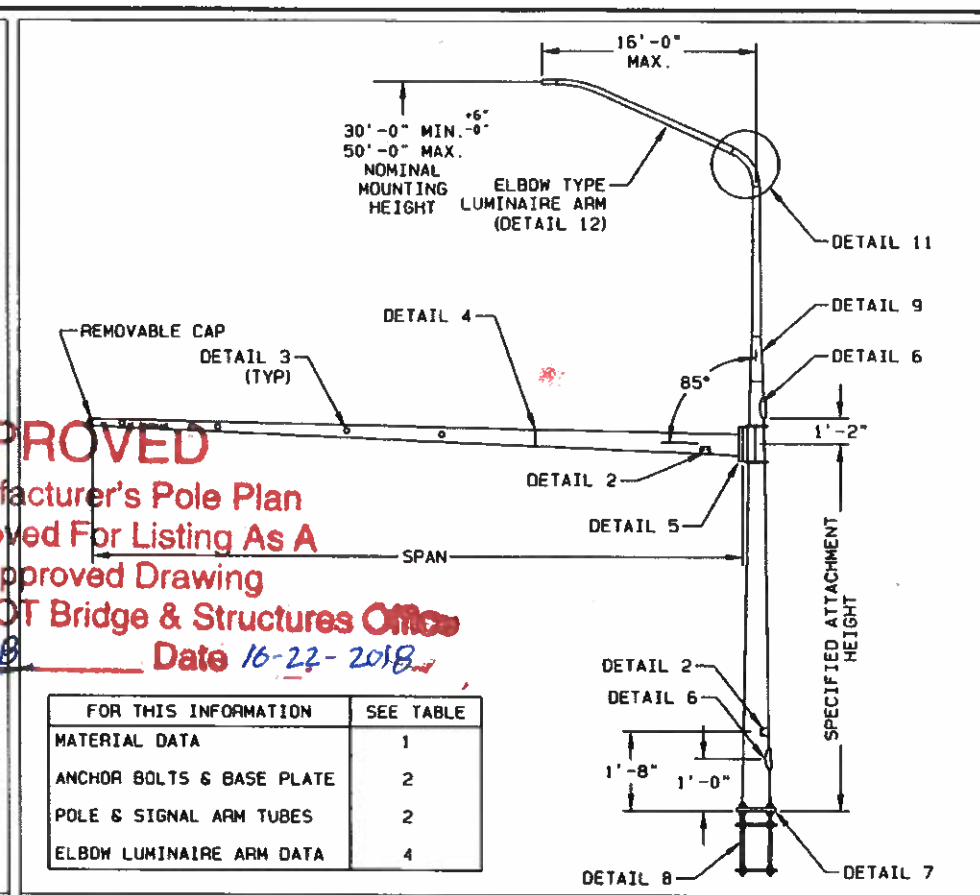 16'-0"
MAX.
30'-0" MIN. +6" -0"
50'-0" MAX.
NOMINAL
MOUNTING
HEIGHT
ELBOW TYPE
LUMINAIRE ARM
(DETAIL 12)
DETAIL 11
DETAIL 9
DETAIL 6
REMOVABLE CAP
DETAIL 3
(TYP)
DETAIL 4
85°
1'-2"
DETAIL 2
DETAIL 5
SPAN
SPECIFIED ATTACHMENT
HEIGHT
PROVED
facturer's Pole Plan
ved For Listing As A
pproved Drawing
OT Bridge & Structures Office
Date 16-22-2018
DETAIL 2
DETAIL 6
1'-8"
1'-0"
DETAIL 8
DETAIL 7
FOR THIS INFORMATION SEE TABLE
MATERIAL DATA 1
ANCHOR BOLTS & BASE PLATE 2
POLE & SIGNAL ARM TUBES 2
ELBOW LUMINAIRE ARM DATA 4